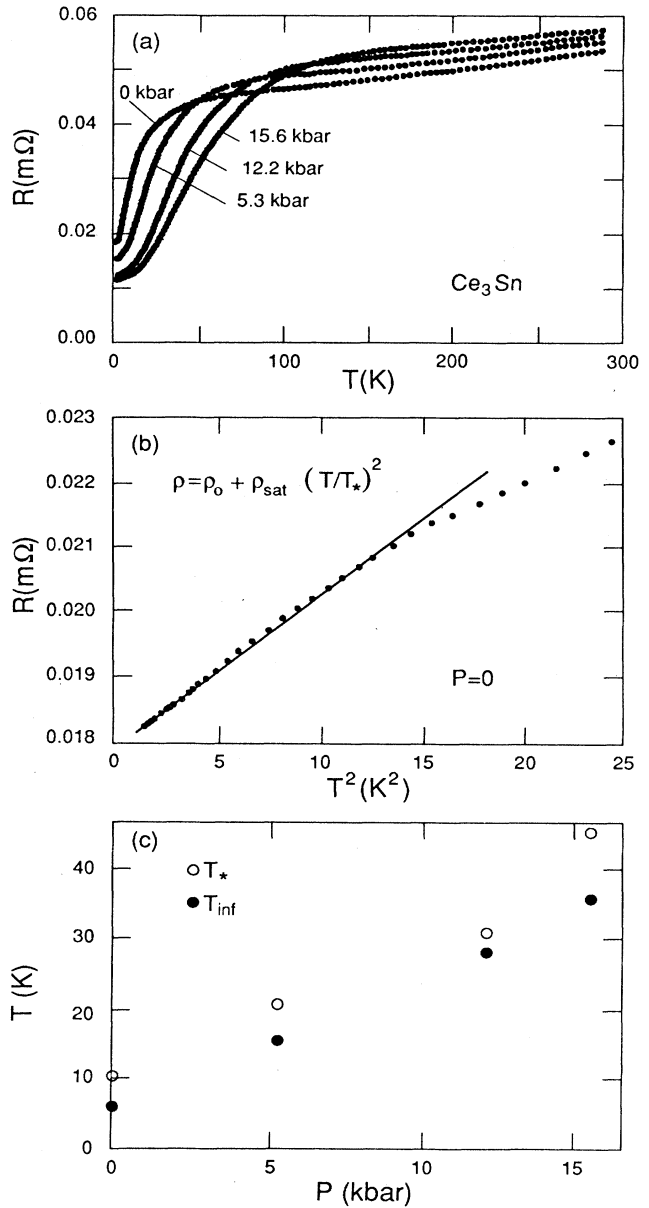 (a)
0.06
0.04
0.02
0.00
R(mΩ)
0 kbar
15.6 kbar
12.2 kbar
5.3 kbar
Ce₃Sn
0 100 200 300
T(K)
(b)
0.023
0.022
0.021
0.020
0.019
0.018
R(mΩ)
ρ=ρₒ + ρsat (T/T*)²
P=0
0 5 10 15 20 25
T²(K²)
(c)
40
30
20
10
0
T (K)
T*
Tinf
0 5 10 15
P (kbar)